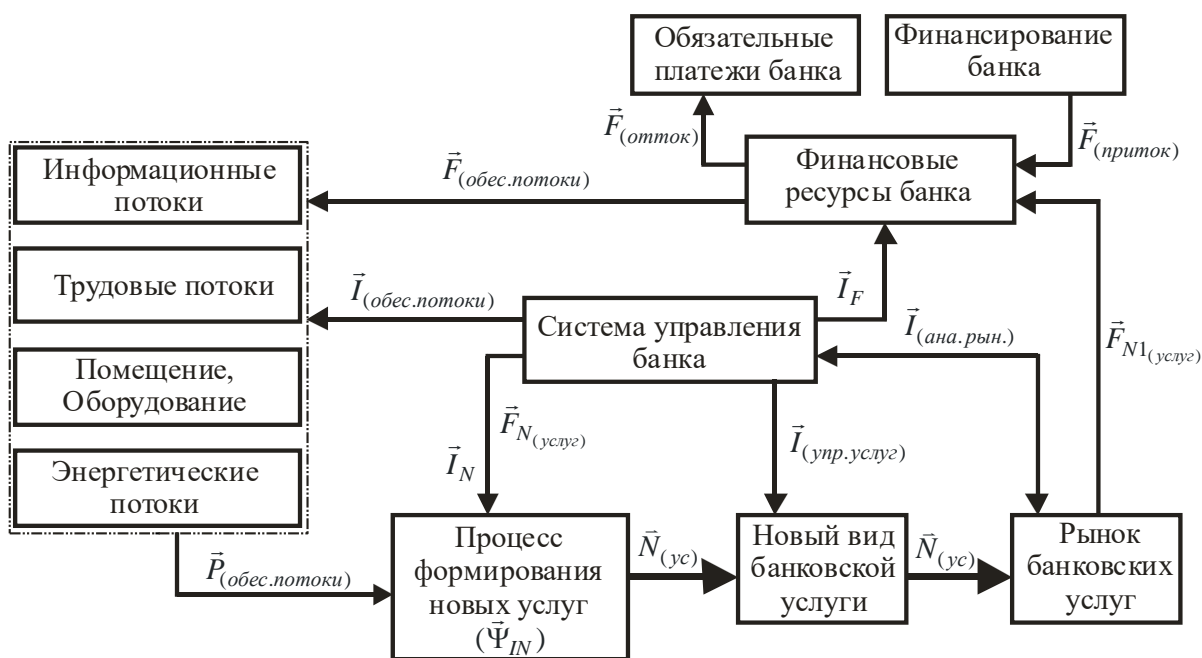 Обязательные
платежи банка
Финансирование
банка
F⃗(отток)
F⃗(приток)
Информационные
потоки
F⃗(обес.потоки)
Финансовые
ресурсы банка
Трудовые потоки
I⃗(обес.потоки)
I⃗F
Система управления
банка
I⃗(ана.рын.)
F⃗N1(услуг)
Помещение,
Оборудование
F⃗N(услуг)
I⃗N
I⃗(упр.услуг)
Энергетические
потоки
P⃗(обес.потоки)
Процесс
формирования
новых услуг
(Ψ⃗IN)
N⃗(ус)
Новый вид
банковской
услуги
N⃗(ус)
Рынок
банковских
услуг